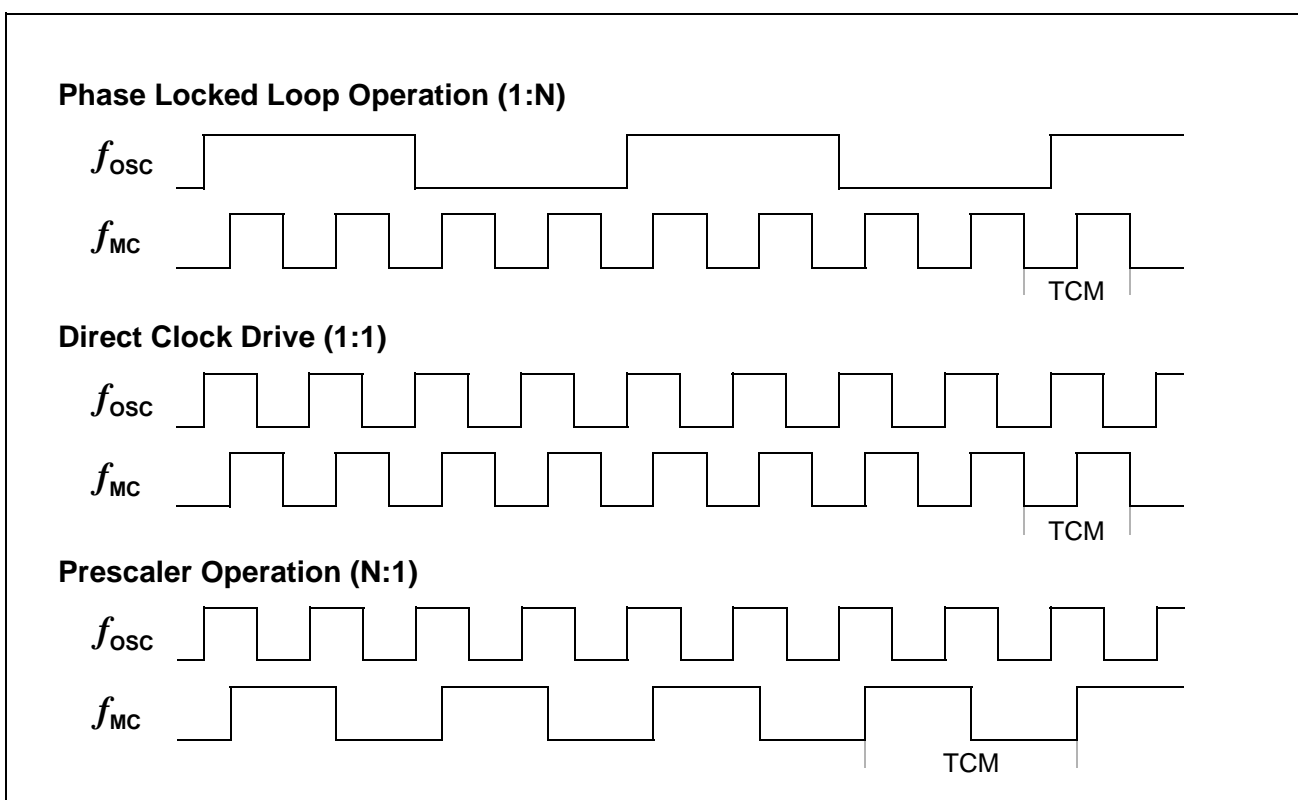 Phase Locked Loop Operation (1:N)
fOSC
fMC
TCM
Direct Clock Drive (1:1)
fOSC
fMC
TCM
Prescaler Operation (N:1)
fOSC
fMC
TCM